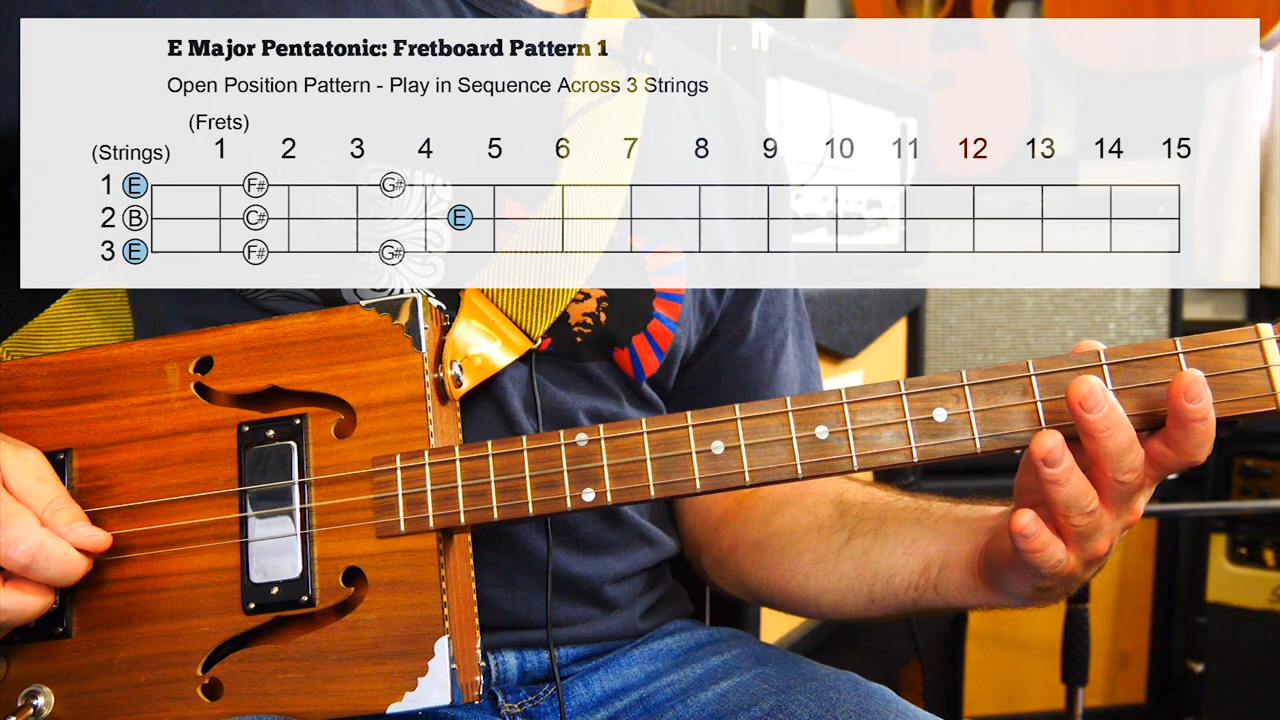 E Major Pentatonic: Fretboard Pattern 1
Open Position Pattern - Play in Sequence Across 3 Strings
(Frets)
(Strings) 1 2 3 4 5 6 7 8 9 10 11 12 13 14 15
1 E F# G#
2 B C# E
3 E F# G#